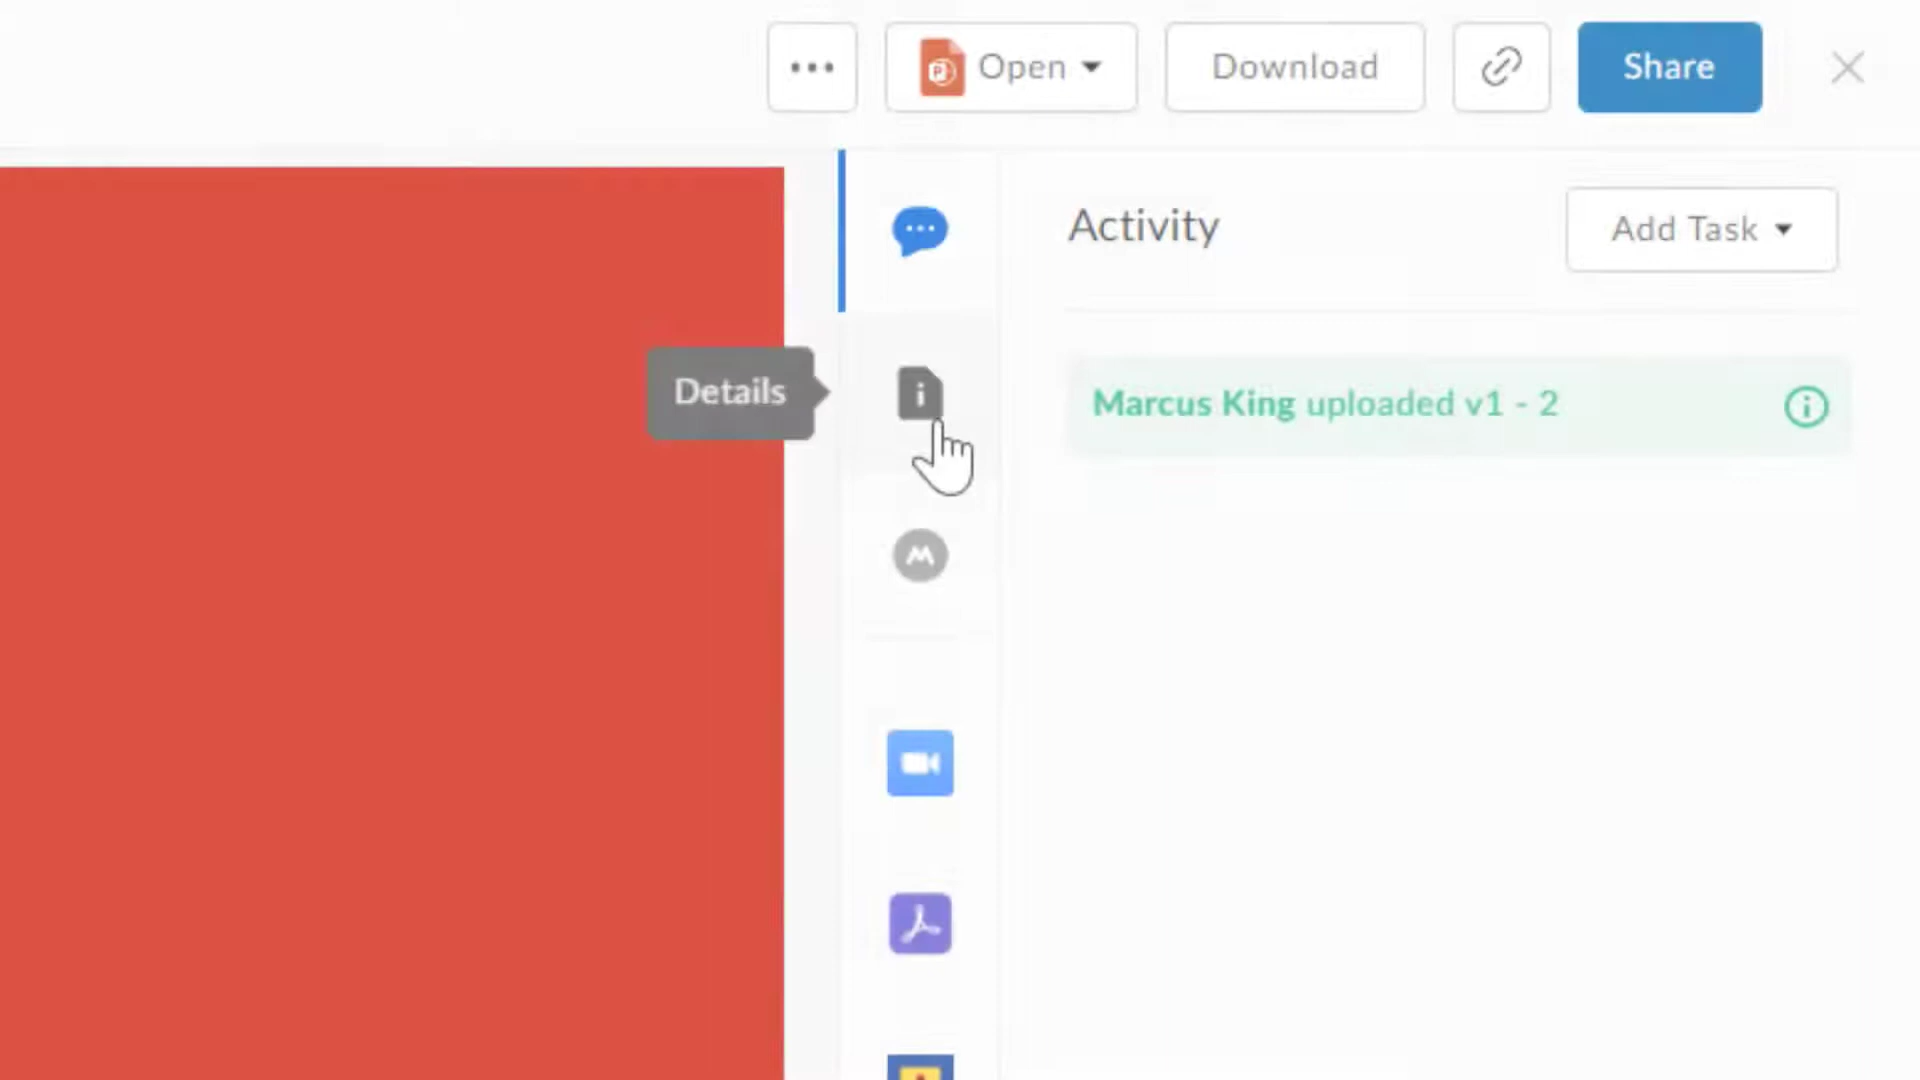 Open
Download
Share
Activity
Add Task
Details
Marcus King uploaded v1 - 2